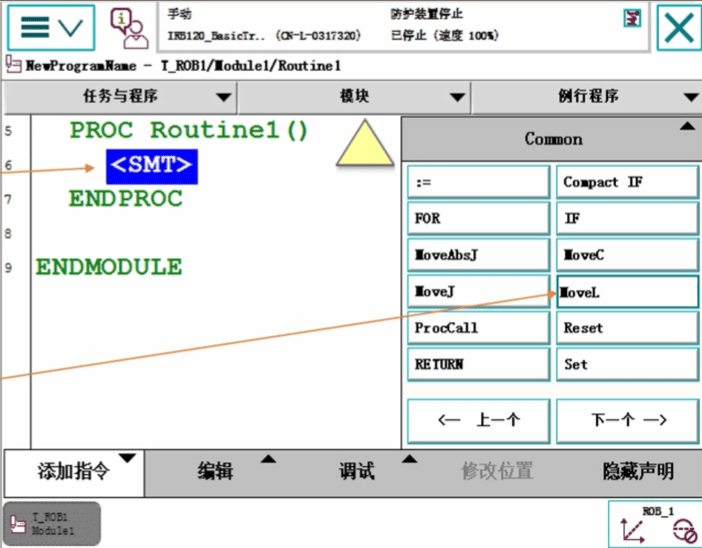 手动
防护装置停止
IRB120_BasicTr.. (CN-L-0317320)
已停止 (速度 100%)
NewProgramName - T_ROB1/Module1/Routine1
任务与程序
模块
例行程序
5 PROC Routine1()
6 <SMT>
7 ENDPROC
8
9 ENDMODULE
Common
:=
Compact IF
FOR
IF
MoveAbsJ
MoveC
MoveJ
MoveL
ProcCall
Reset
RETURN
Set
<— 上一个
下一个 —>
添加指令
编辑
调试
修改位置
隐藏声明
T_ROB1
Module1
ROB_1